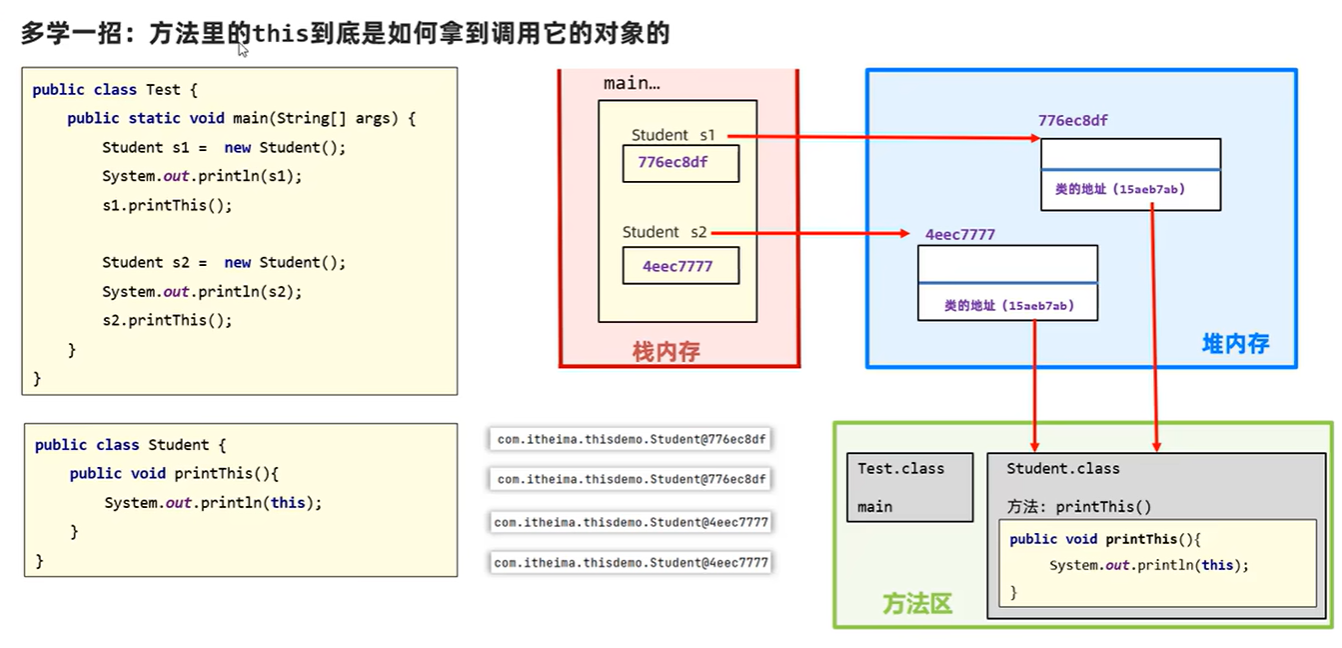 多学一招：方法里的this到底是如何拿到调用它的对象的
public class Test {
public static void main(String[] args) {
Student s1 = new Student();
System.out.println(s1);
s1.printThis();
Student s2 = new Student();
System.out.println(s2);
s2.printThis();
}
}
public class Student {
public void printThis(){
System.out.println(this);
}
}
main…
Student s1
776ec8df
Student s2
4eec7777
栈内存
776ec8df
类的地址（15aeb7ab）
4eec7777
类的地址（15aeb7ab）
堆内存
com.itheima.thisdemo.Student@776ec8df
com.itheima.thisdemo.Student@776ec8df
com.itheima.thisdemo.Student@4eec7777
com.itheima.thisdemo.Student@4eec7777
Test.class
main
Student.class
方法：printThis()
public void printThis(){
System.out.println(this);
}
方法区